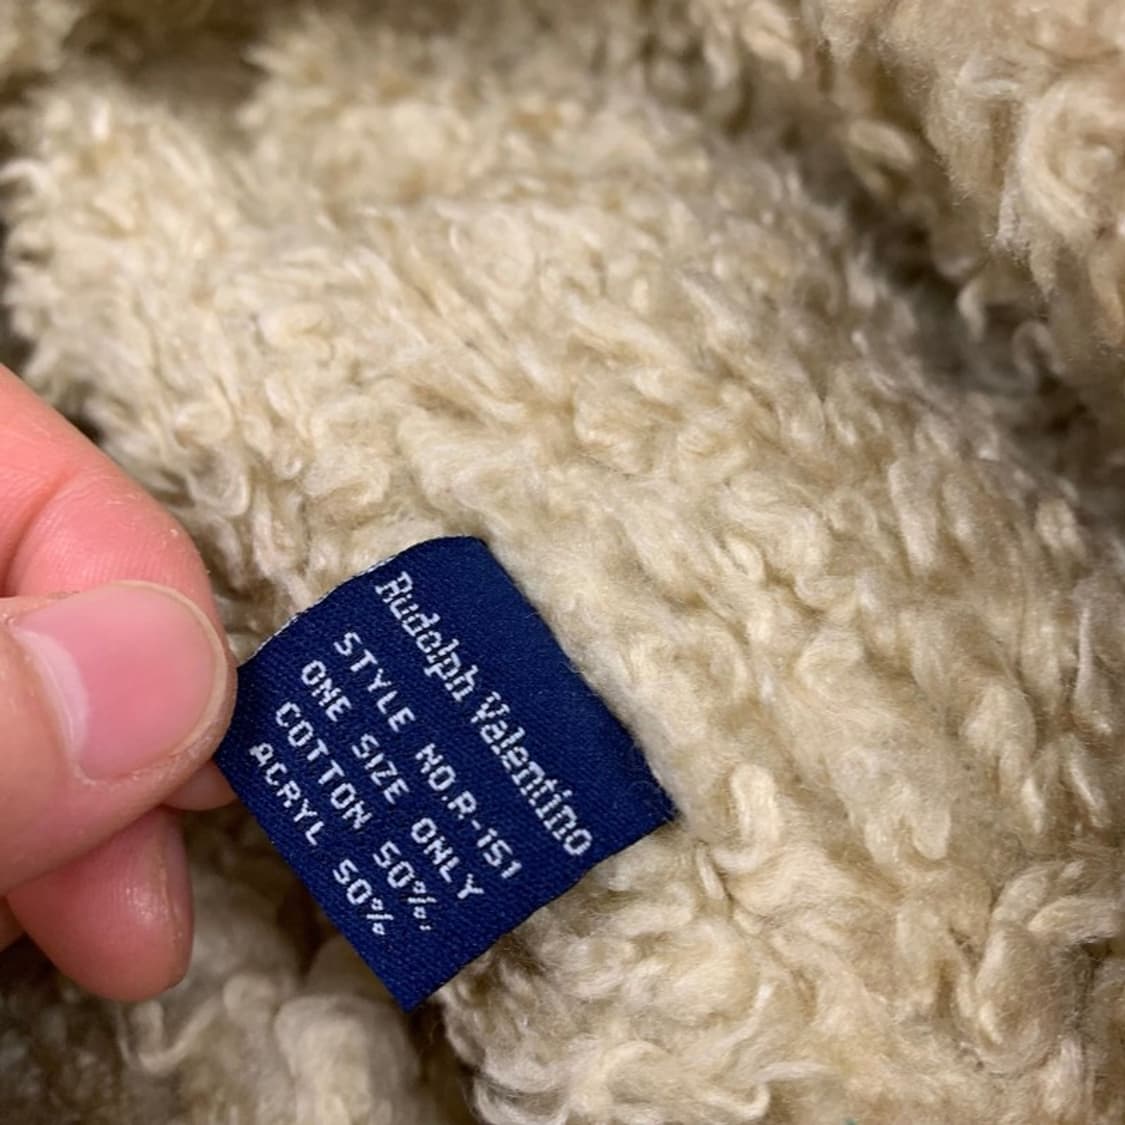 Rudolph Valentino
STYLE NO.R-151
ONE SIZE ONLY
COTTON 50%,
ACRYL 50%